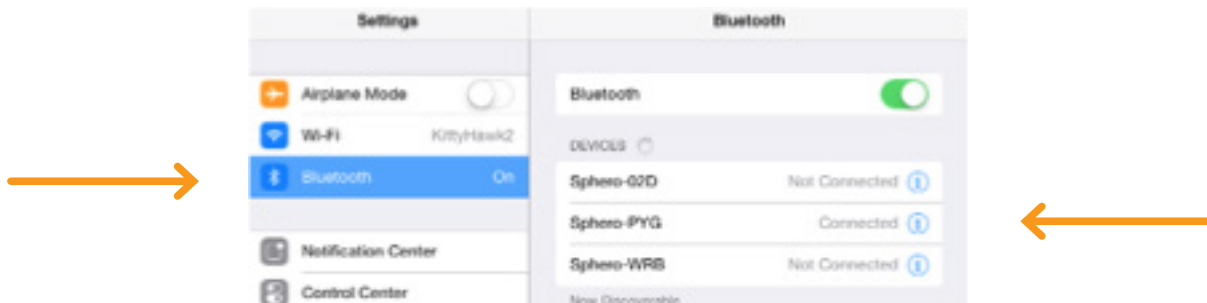 Settings
Airplane Mode
Wi-Fi KittyHawk2
Bluetooth On
Notification Center
Control Center
Bluetooth
Bluetooth
DEVICES
Sphero-02D Not Connected
Sphero-PYG Connected
Sphero-WRB Not Connected
Now Discoverable